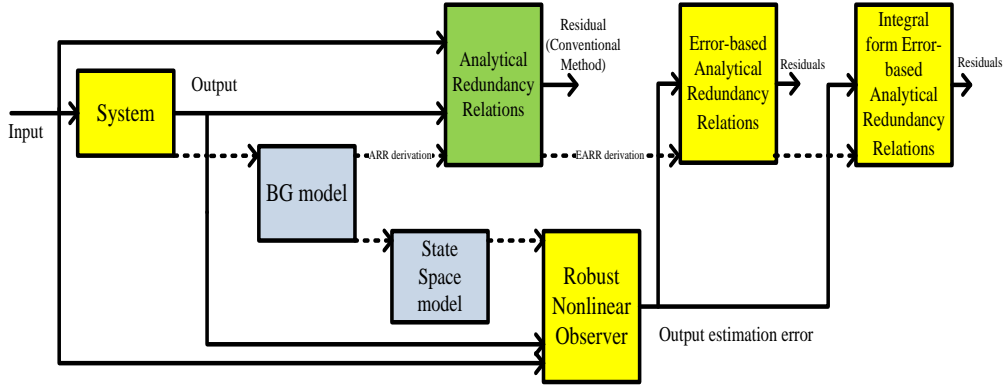 Input
System
Output
BG model
ARR derivation
State
Space
model
Analytical
Redundancy
Relations
Residual
(Conventional
Method)
EARR derivation
Robust
Nonlinear
Observer
Output estimation error
Error-based
Analytical
Redundancy
Relations
Residuals
Integral
form Error-
based
Analytical
Redundancy
Relations
Residuals